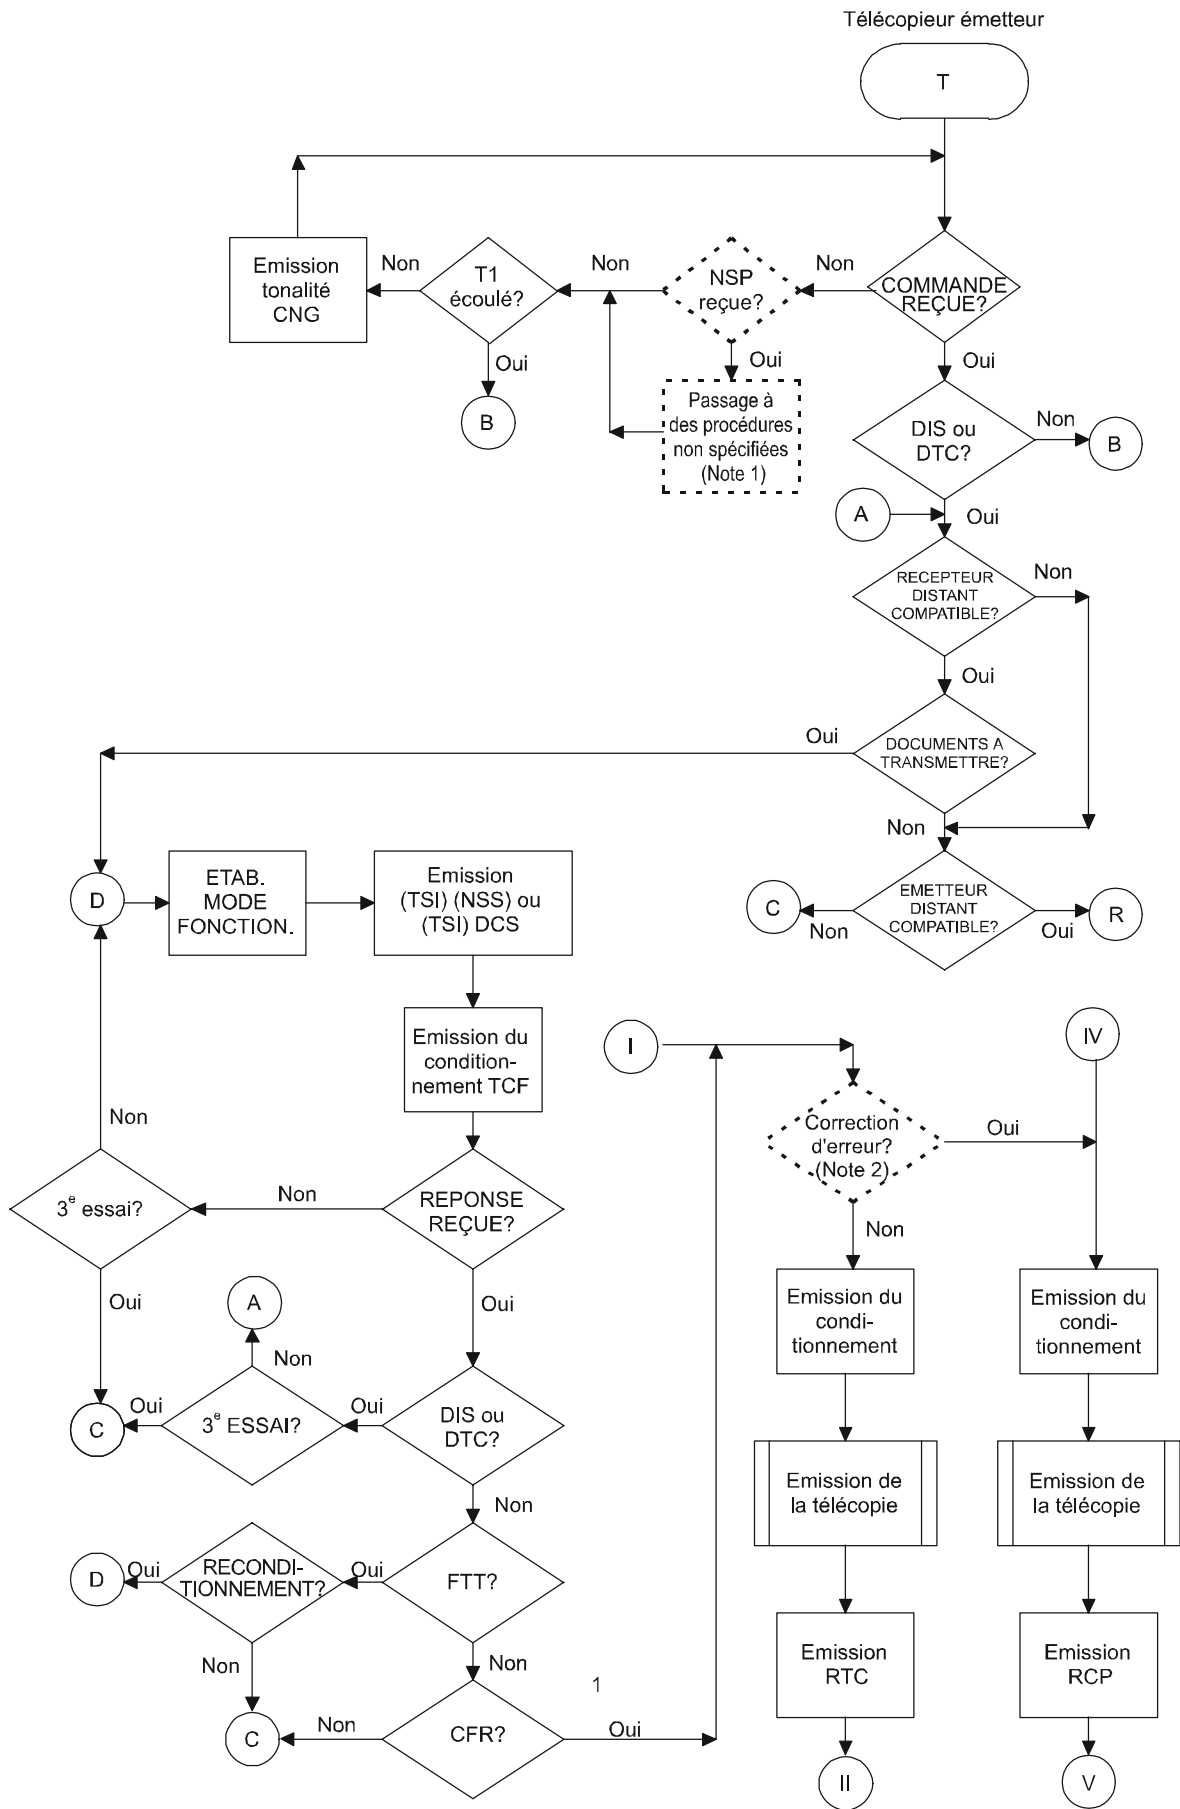 Télécopieur émetteur
T
Emission
tonalité
CNG
Non
T1
écoulé?
Non
NSP
reçue?
Non
COMMANDE
REÇUE?
Oui
B
Oui
Passage à
des procédures
non spécifiées
(Note 1)
Oui
DIS ou
DTC?
Non
B
A
Oui
RECEPTEUR
DISTANT
COMPATIBLE?
Non
Oui
Oui
DOCUMENTS A
TRANSMETTRE?
Non
D
ETAB.
MODE
FONCTION.
Emission
(TSI) (NSS) ou
(TSI) DCS
C
Non
EMETTEUR
DISTANT
COMPATIBLE?
Oui
R
Emission du
condition-
nement TCF
I
IV
Non
Correction
d'erreur?
(Note 2)
Oui
3e essai?
Non
REPONSE
REÇUE?
Non
Oui
A
Oui
Emission du
condi-
tionnement
Emission du
condi-
tionnement
Non
C
Oui
3e ESSAI?
Oui
DIS ou
DTC?
Emission de
la télécopie
Emission de
la télécopie
Non
D
Oui
RECONDI-
TIONNEMENT?
Oui
FTT?
Non
Non
1
Emission
RTC
Emission
RCP
C
Non
CFR?
Oui
II
V